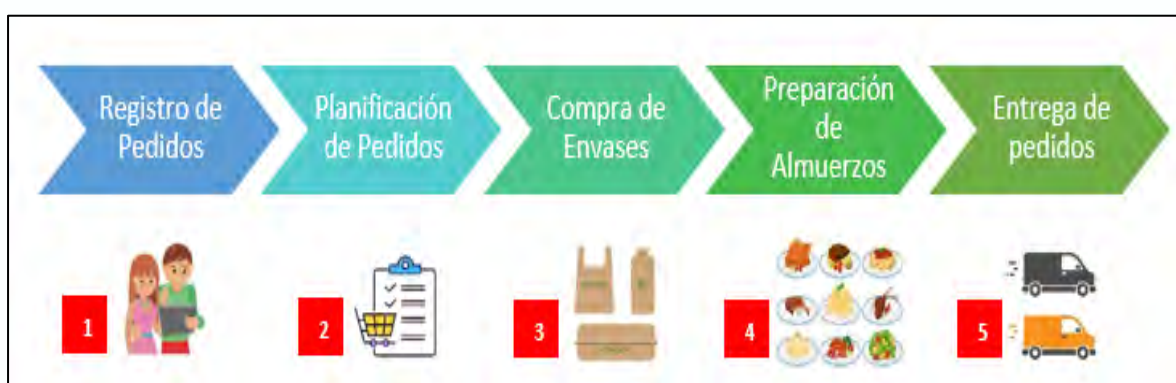 Registro de
Pedidos
Planificación
de Pedidos
Compra de
Envases
Preparación
de
Almuerzos
Entrega de
pedidos
1
2
3
4
5